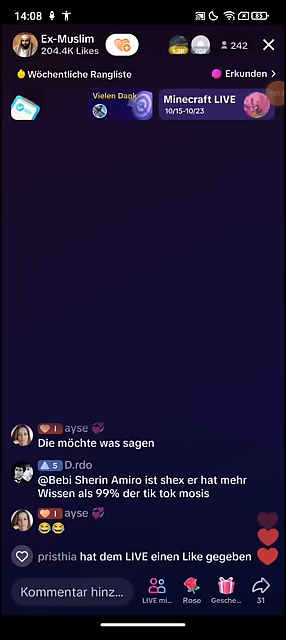 14:08
85
Ex-Muslim
204.4K Likes
242
Wöchentliche Rangliste
Erkunden >
Vielen Dank
Minecraft LIVE
10/15-10/23
ayse
Die möchte was sagen
5 D.rdo
@Bebi Sherin Amiro ist shex er hat mehr
Wissen als 99% der tik tok mosis
ayse
😂😂
pristhia hat dem LIVE einen Like gegeben
Kommentar hinz...
LIVE mi...
Rose
Gesche...
31